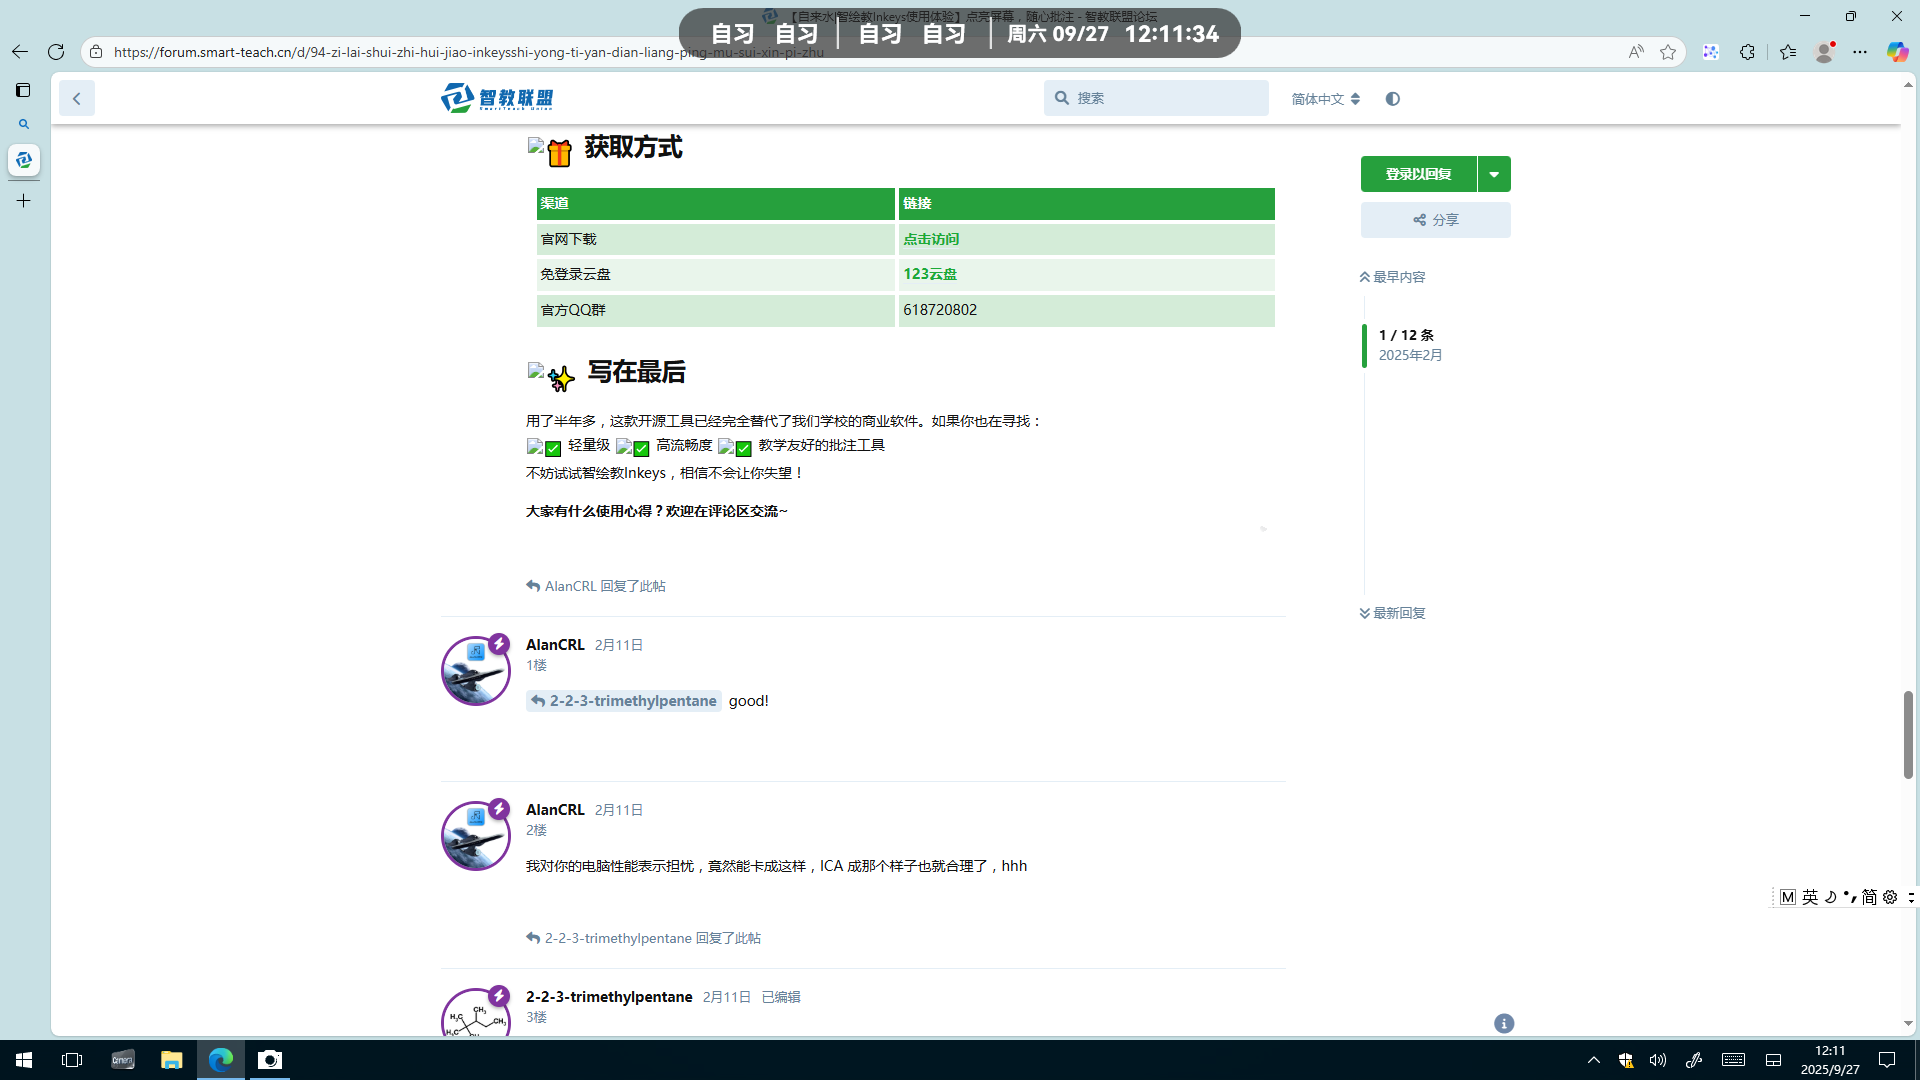 【自来水|智绘教Inkeys使用体验】点亮屏幕，随心批注 - 智教联盟论坛
自习 自习 自习 自习 周六 09/27 12:11:34
https://forum.smart-teach.cn/d/94-zi-lai-shui-zhi-hui-jiao-inkeysshi-yong-ti-yan-dian-liang-ping-mu-sui-xin-pi-zhu
智教联盟
SmartTeach Union
搜索
简体中文
获取方式
渠道 链接
官网下载 点击访问
免登录云盘 123云盘
官方QQ群 618720802
写在最后
用了半年多，这款开源工具已经完全替代了我们学校的商业软件。如果你也在寻找：
轻量级 高流畅度 教学友好的批注工具
不妨试试智绘教Inkeys，相信不会让你失望！
大家有什么使用心得？欢迎在评论区交流~
AlanCRL 回复了此帖
AlanCRL 2月11日
1楼
2-2-3-trimethylpentane good!
AlanCRL 2月11日
2楼
我对你的电脑性能表示担忧，竟然能卡成这样，ICA 成那个样子也就合理了，hhh
2-2-3-trimethylpentane 回复了此帖
2-2-3-trimethylpentane 2月11日 已编辑
3楼
登录以回复
分享
最早内容
1 / 12 条
2025年2月
最新回复
M 英 简
12:11
2025/9/27